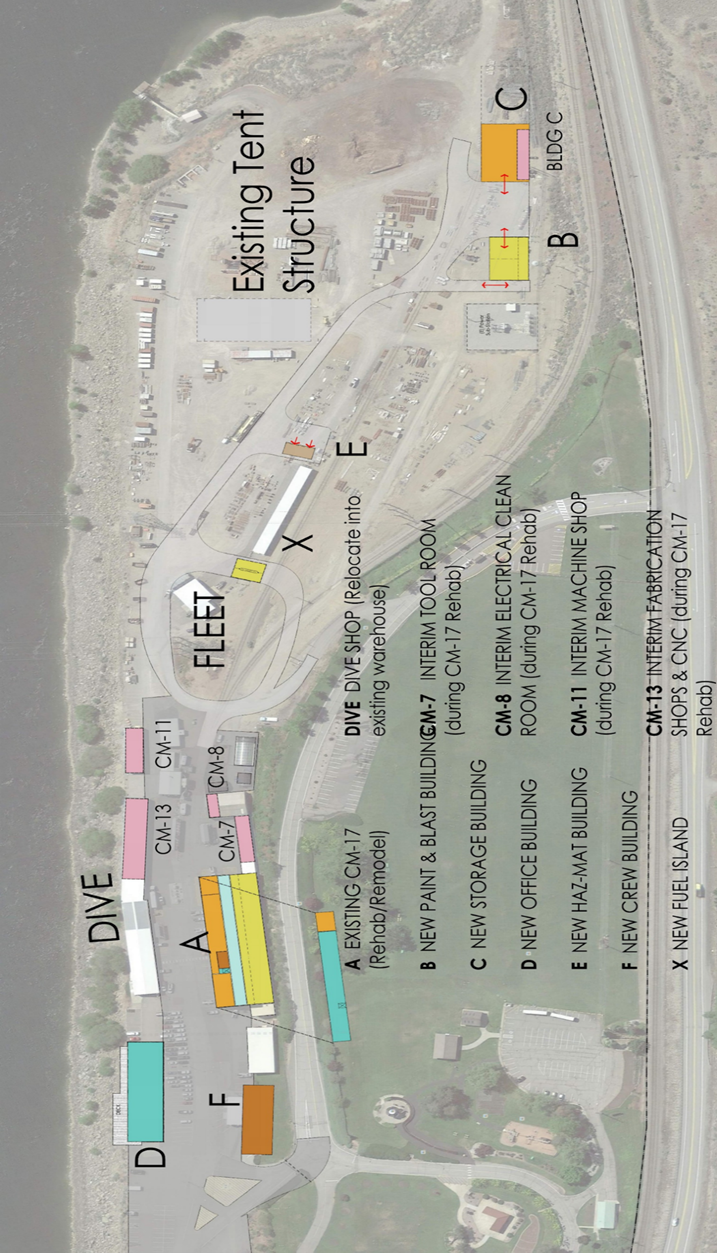 Existing Tent
Structure
C
BLDG C
B
E
X
FLEET
DIVE
CM-11
CM-13
CM-8
CM-7
A
D
F
A EXISTING CM-17
(Rehab/Remodel)
B NEW PAINT & BLAST BUILDING
C NEW STORAGE BUILDING
D NEW OFFICE BUILDING
E NEW HAZ-MAT BUILDING
F NEW CREW BUILDING
X NEW FUEL ISLAND
DIVE DIVE SHOP (Relocate into
existing warehouse)
CM-7 INTERIM TOOL ROOM
(during CM-17 Rehab)
CM-8 INTERIM ELECTRICAL CLEAN
ROOM (during CM-17 Rehab)
CM-11 INTERIM MACHINE SHOP
(during CM-17 Rehab)
CM-13 INTERIM FABRICATION
SHOPS & CNC (during CM-17
Rehab)